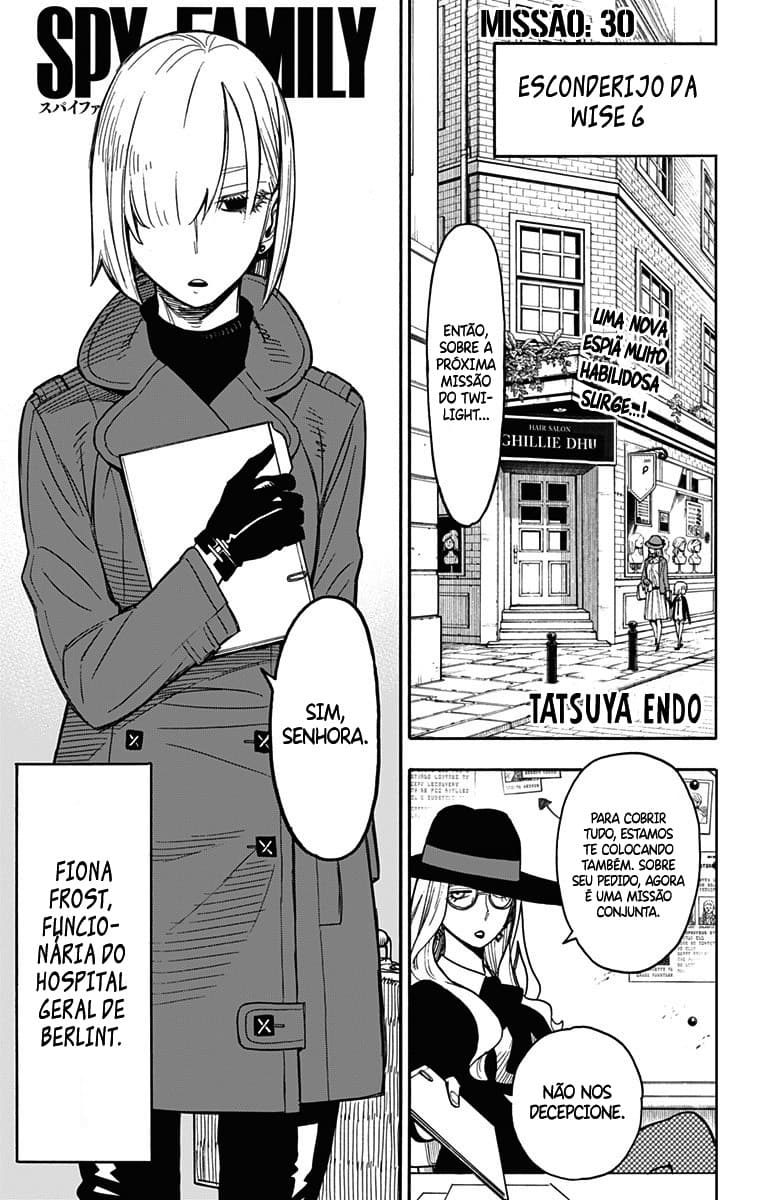 MISSÃO: 30
ESCONDERIJO DA
WISE 6
UMA NOVA
ESPIÃ MUITO
HABILIDOSA
SURGE...!
ENTÃO,
SOBRE A
PRÓXIMA
MISSÃO
DO TWI-
LIGHT...
HAIR SALON
GHILLIE DHU
TATSUYA ENDO
PARA COBRIR
TUDO, ESTAMOS
TE COLOCANDO
TAMBÉM. SOBRE
SEU PEDIDO, AGORA
É UMA MISSÃO
CONJUNTA.
NÃO NOS
DECEPCIONE.
SPY FAMILY
スパイファ
SIM,
SENHORA.
FIONA
FROST,
FUNCIO-
NÁRIA DO
HOSPITAL
GERAL DE
BERLINT.